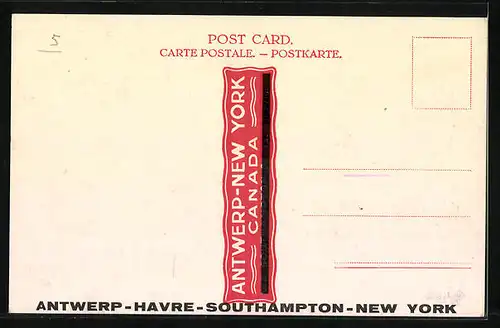 5
POST CARD.
CARTE POSTALE. – POSTKARTE.
ANTWERP-NEW YORK
CANADA
ANTWERP-HAVRE-SOUTHAMPTON-NEW YORK